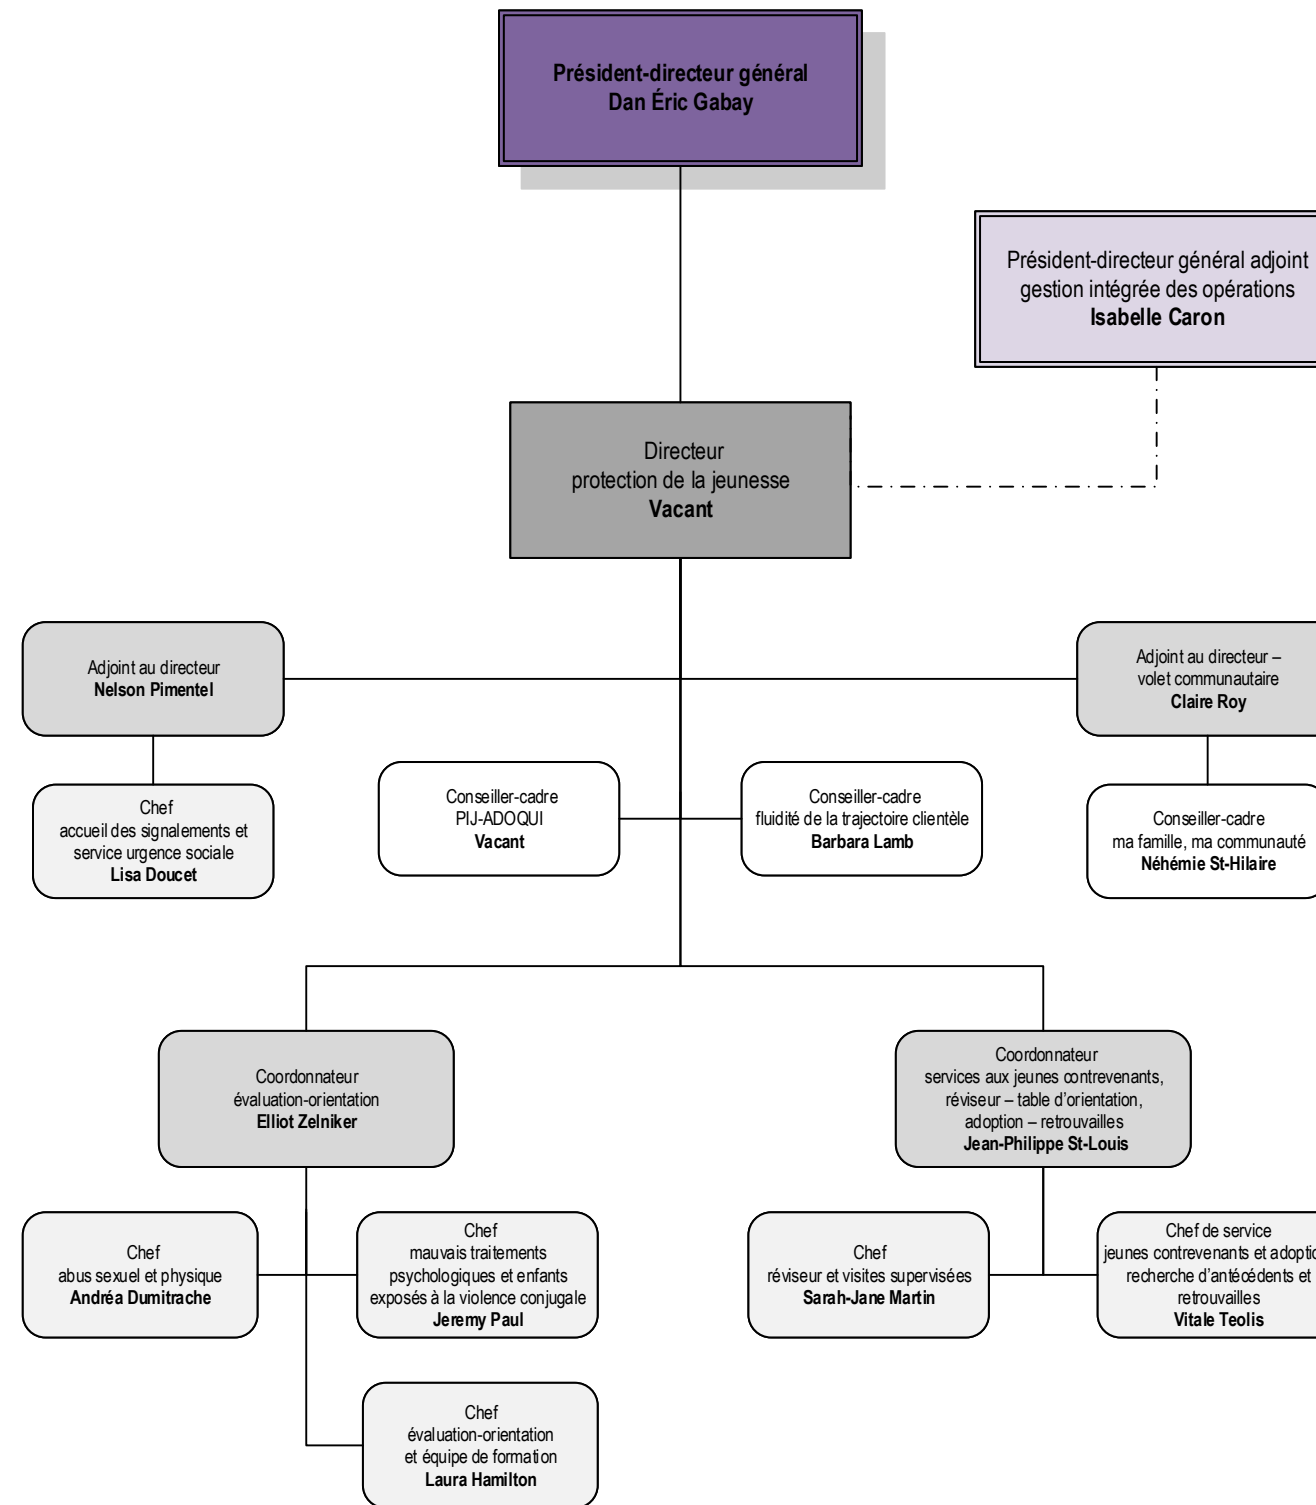 Président-directeur général
Dan Éric Gabay
Président-directeur général adjoint
gestion intégrée des opérations
Isabelle Caron
Directeur
protection de la jeunesse
Vacant
Adjoint au directeur
Nelson Pimentel
Adjoint au directeur –
volet communautaire
Claire Roy
Chef
accueil des signalements et
service urgence sociale
Lisa Doucet
Conseiller-cadre
PIJ-ADOQUI
Vacant
Conseiller-cadre
fluidité de la trajectoire clientèle
Barbara Lamb
Conseiller-cadre
ma famille, ma communauté
Néhémie St-Hilaire
Coordonnateur
évaluation-orientation
Elliot Zelniker
Coordonnateur
services aux jeunes contrevenants,
réviseur – table d’orientation,
adoption – retrouvailles
Jean-Philippe St-Louis
Chef
abus sexuel et physique
Andréa Dumitrache
Chef
mauvais traitements
psychologiques et enfants
exposés à la violence conjugale
Jeremy Paul
Chef
réviseur et visites supervisées
Sarah-Jane Martin
Chef de service
jeunes contrevenants et adoptio
recherche d’antécédents et
retrouvailles
Vitale Teolis
Chef
évaluation-orientation
et équipe de formation
Laura Hamilton